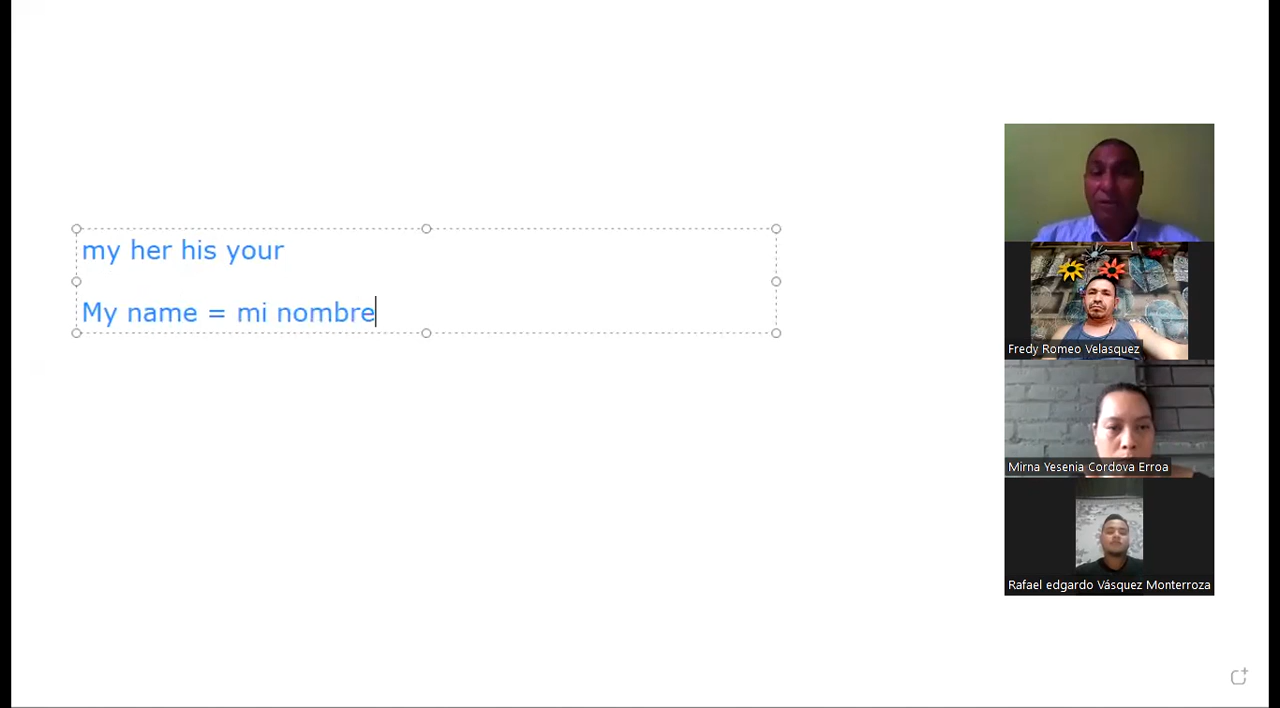 my her his your
My name = mi nombre
Fredy Romeo Velasquez
Mirna Yesenia Cordova Erroa
Rafael edgardo Vásquez Monterroza